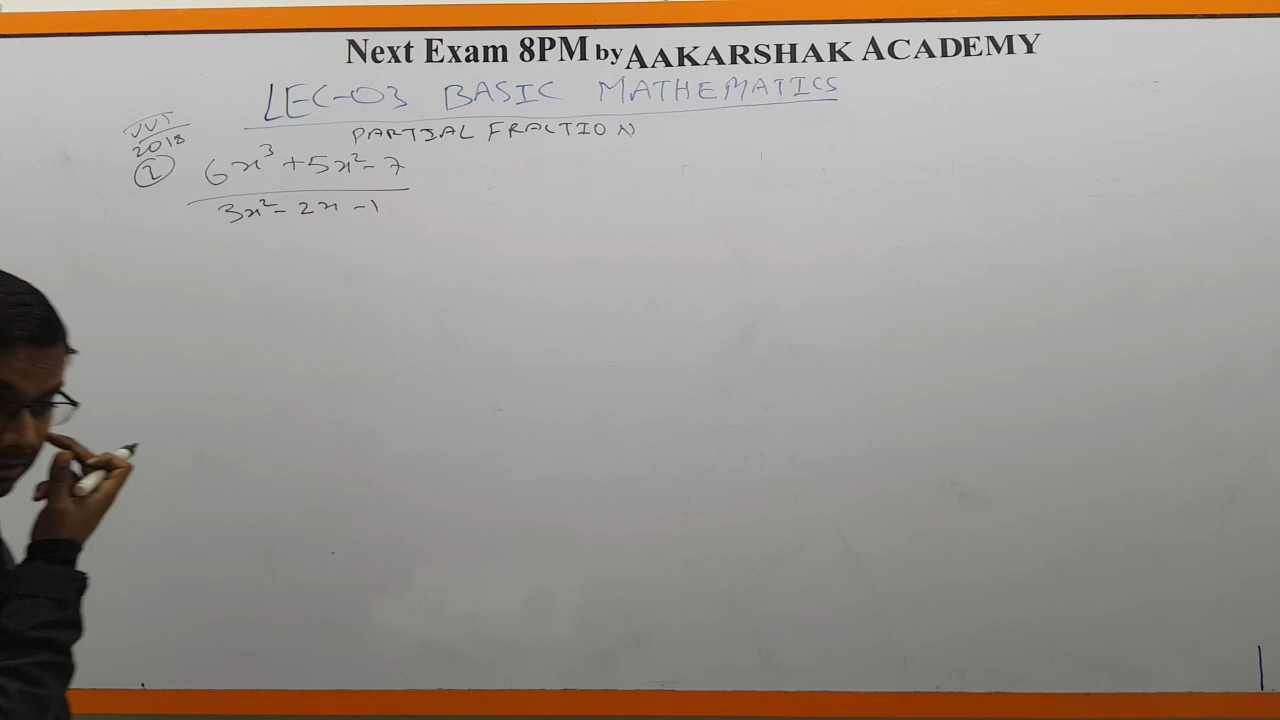 Next Exam 8PM by AAKARSHAK ACADEMY
LEC-03 BASIC MATHEMATICS
PARTIAL FRACTION
2018
② 6x³ + 5x² - 7
3x² - 2x - 1